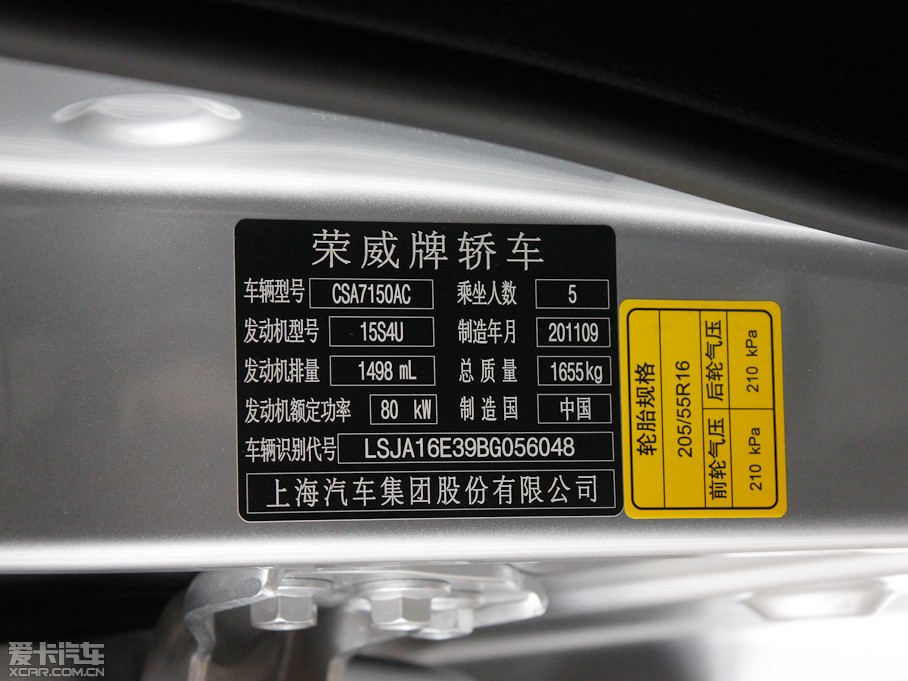 荣威牌轿车
车辆型号 CSA7150AC 乘坐人数 5
发动机型号 15S4U 制造年月 201109
发动机排量 1498 mL 总质量 1655kg
发动机额定功率 80 kW 制造国 中国
车辆识别代号 LSJA16E39BG056048
上海汽车集团股份有限公司
轮胎规格
205/55R16
前轮气压 后轮气压
210 kPa 210 kPa
爱卡汽车
XCAR.COM.CN